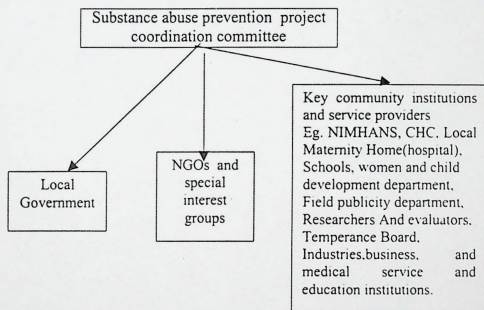 Substance abuse prevention project
coordination committee
Local
Government
NGOs and
special
interest
groups
Key community institutions
and service providers
Eg. NIMHANS, CHC, Local
Maternity Home(hospital),
Schools, women and child
development department,
Field publicity department,
Researchers And evaluators,
Temperance Board,
Industries,business, and
medical service and
education institutions.